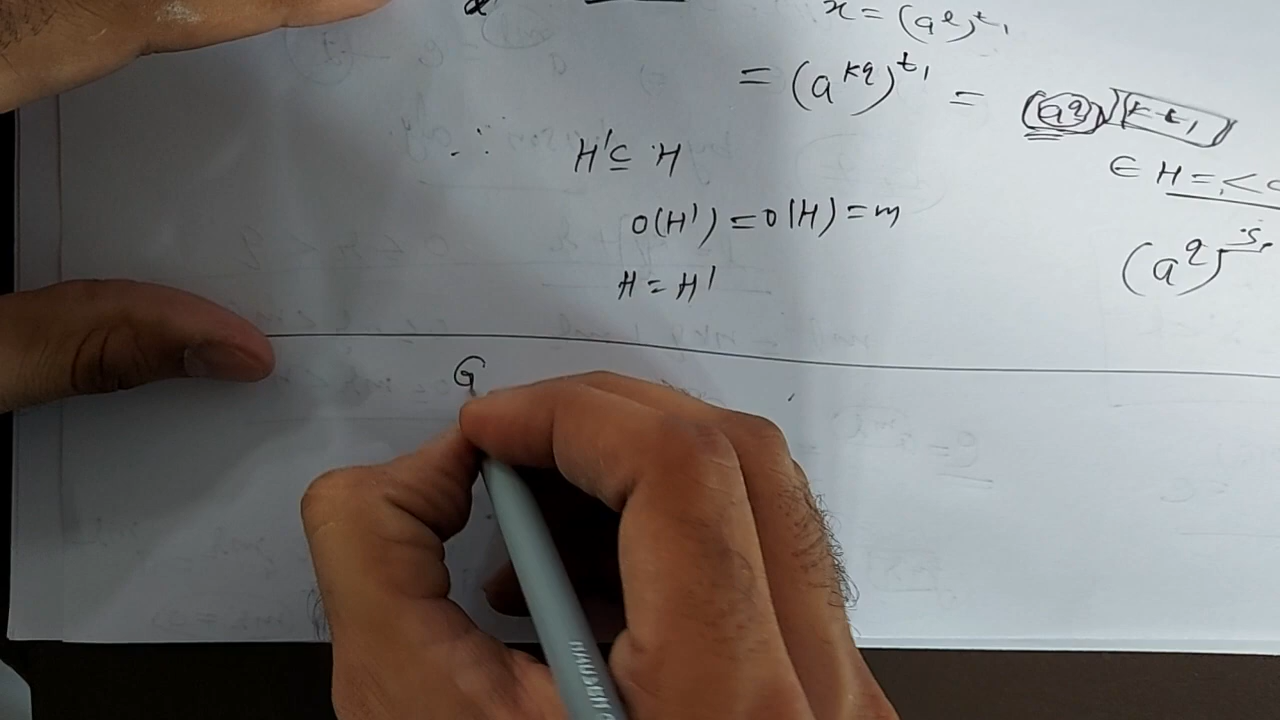 x = (a^l)^t₁
= (a^kq)^t₁ = (a^q)^kt₁
∴ H' ⊆ H
∈ H = <
O(H') = O(H) = m
(a^q)^s
H = H'
G